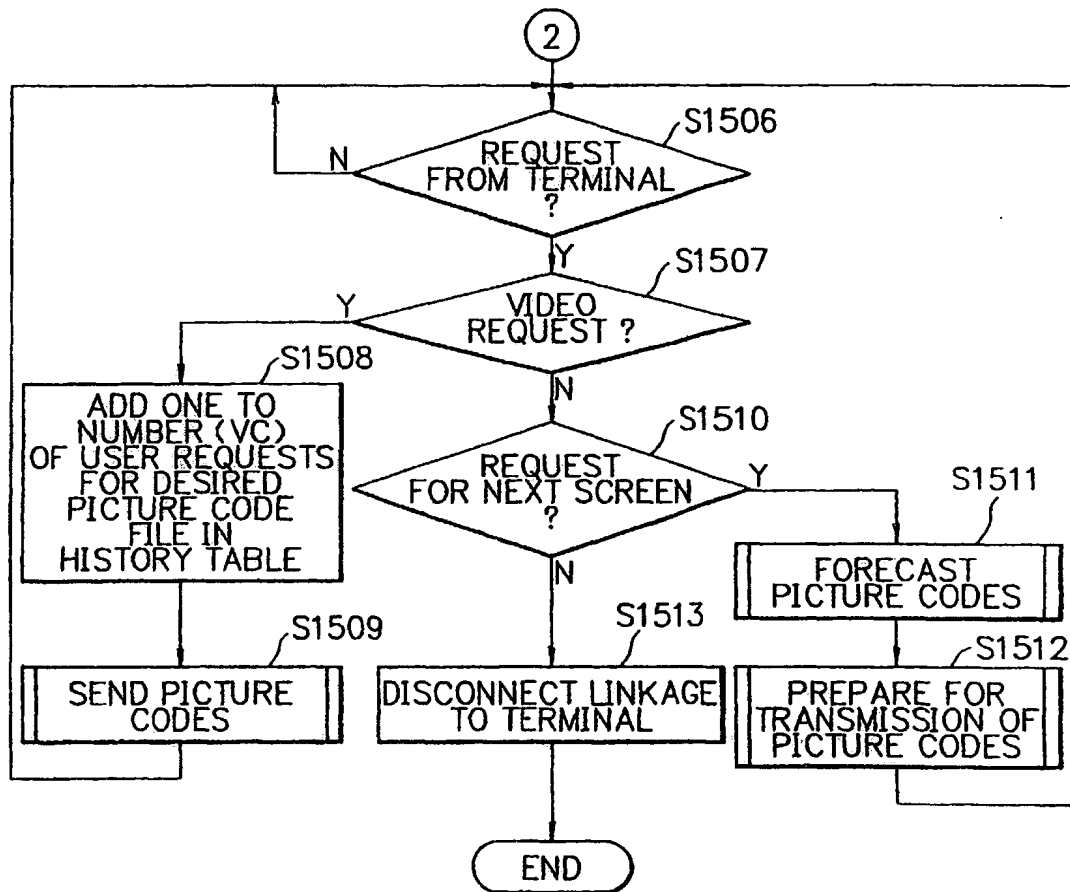 2
S1506
REQUEST
FROM TERMINAL
?
N
Y
S1507
VIDEO
REQUEST ?
Y
N
S1508
ADD ONE TO
NUMBER (VC)
OF USER REQUESTS
FOR DESIRED
PICTURE CODE
FILE IN
HISTORY TABLE
S1510
REQUEST
FOR NEXT SCREEN
?
Y
N
S1511
FORECAST
PICTURE CODES
S1509
SEND PICTURE
CODES
S1513
DISCONNECT LINKAGE
TO TERMINAL
S1512
PREPARE FOR
TRANSMISSION OF
PICTURE CODES
END